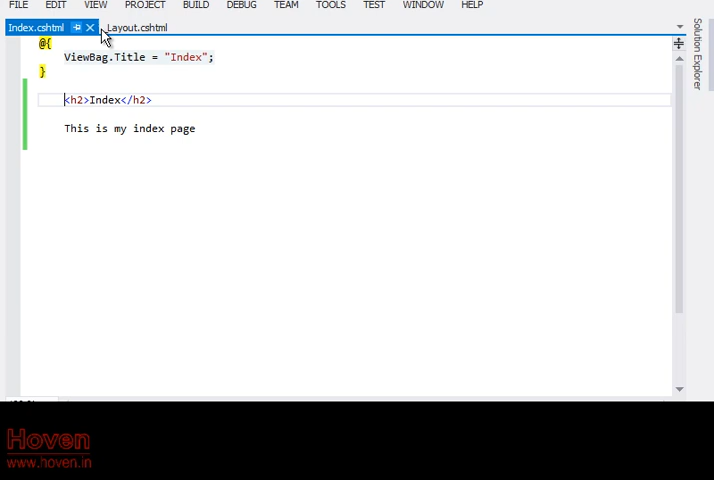 FILE EDIT VIEW PROJECT BUILD DEBUG TEAM TOOLS TEST WINDOW HELP
Index.cshtml Layout.cshtml
@{
ViewBag.Title = "Index";
}
<h2>Index</h2>
This is my index page
Solution Explorer
Hoven
www.hoven.in